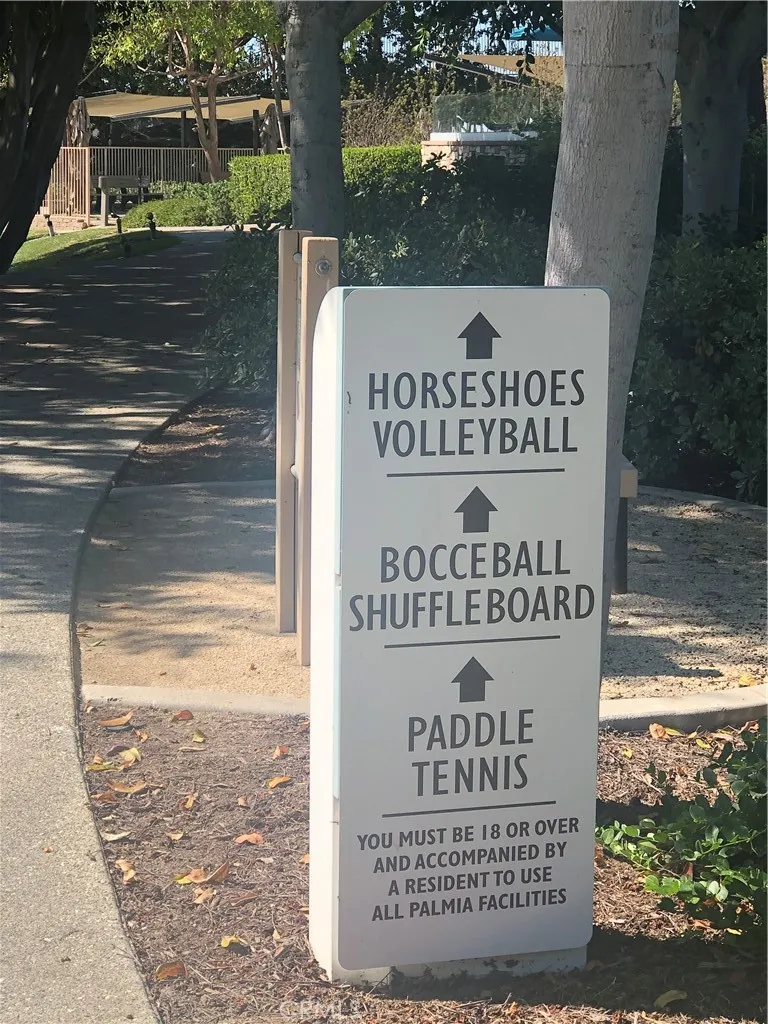 HORSESHOES
VOLLEYBALL
BOCCEBALL
SHUFFLEBOARD
PADDLE
TENNIS
YOU MUST BE 18 OR OVER
AND ACCOMPANIED BY
A RESIDENT TO USE
ALL PALMIA FACILITIES
CRMLS